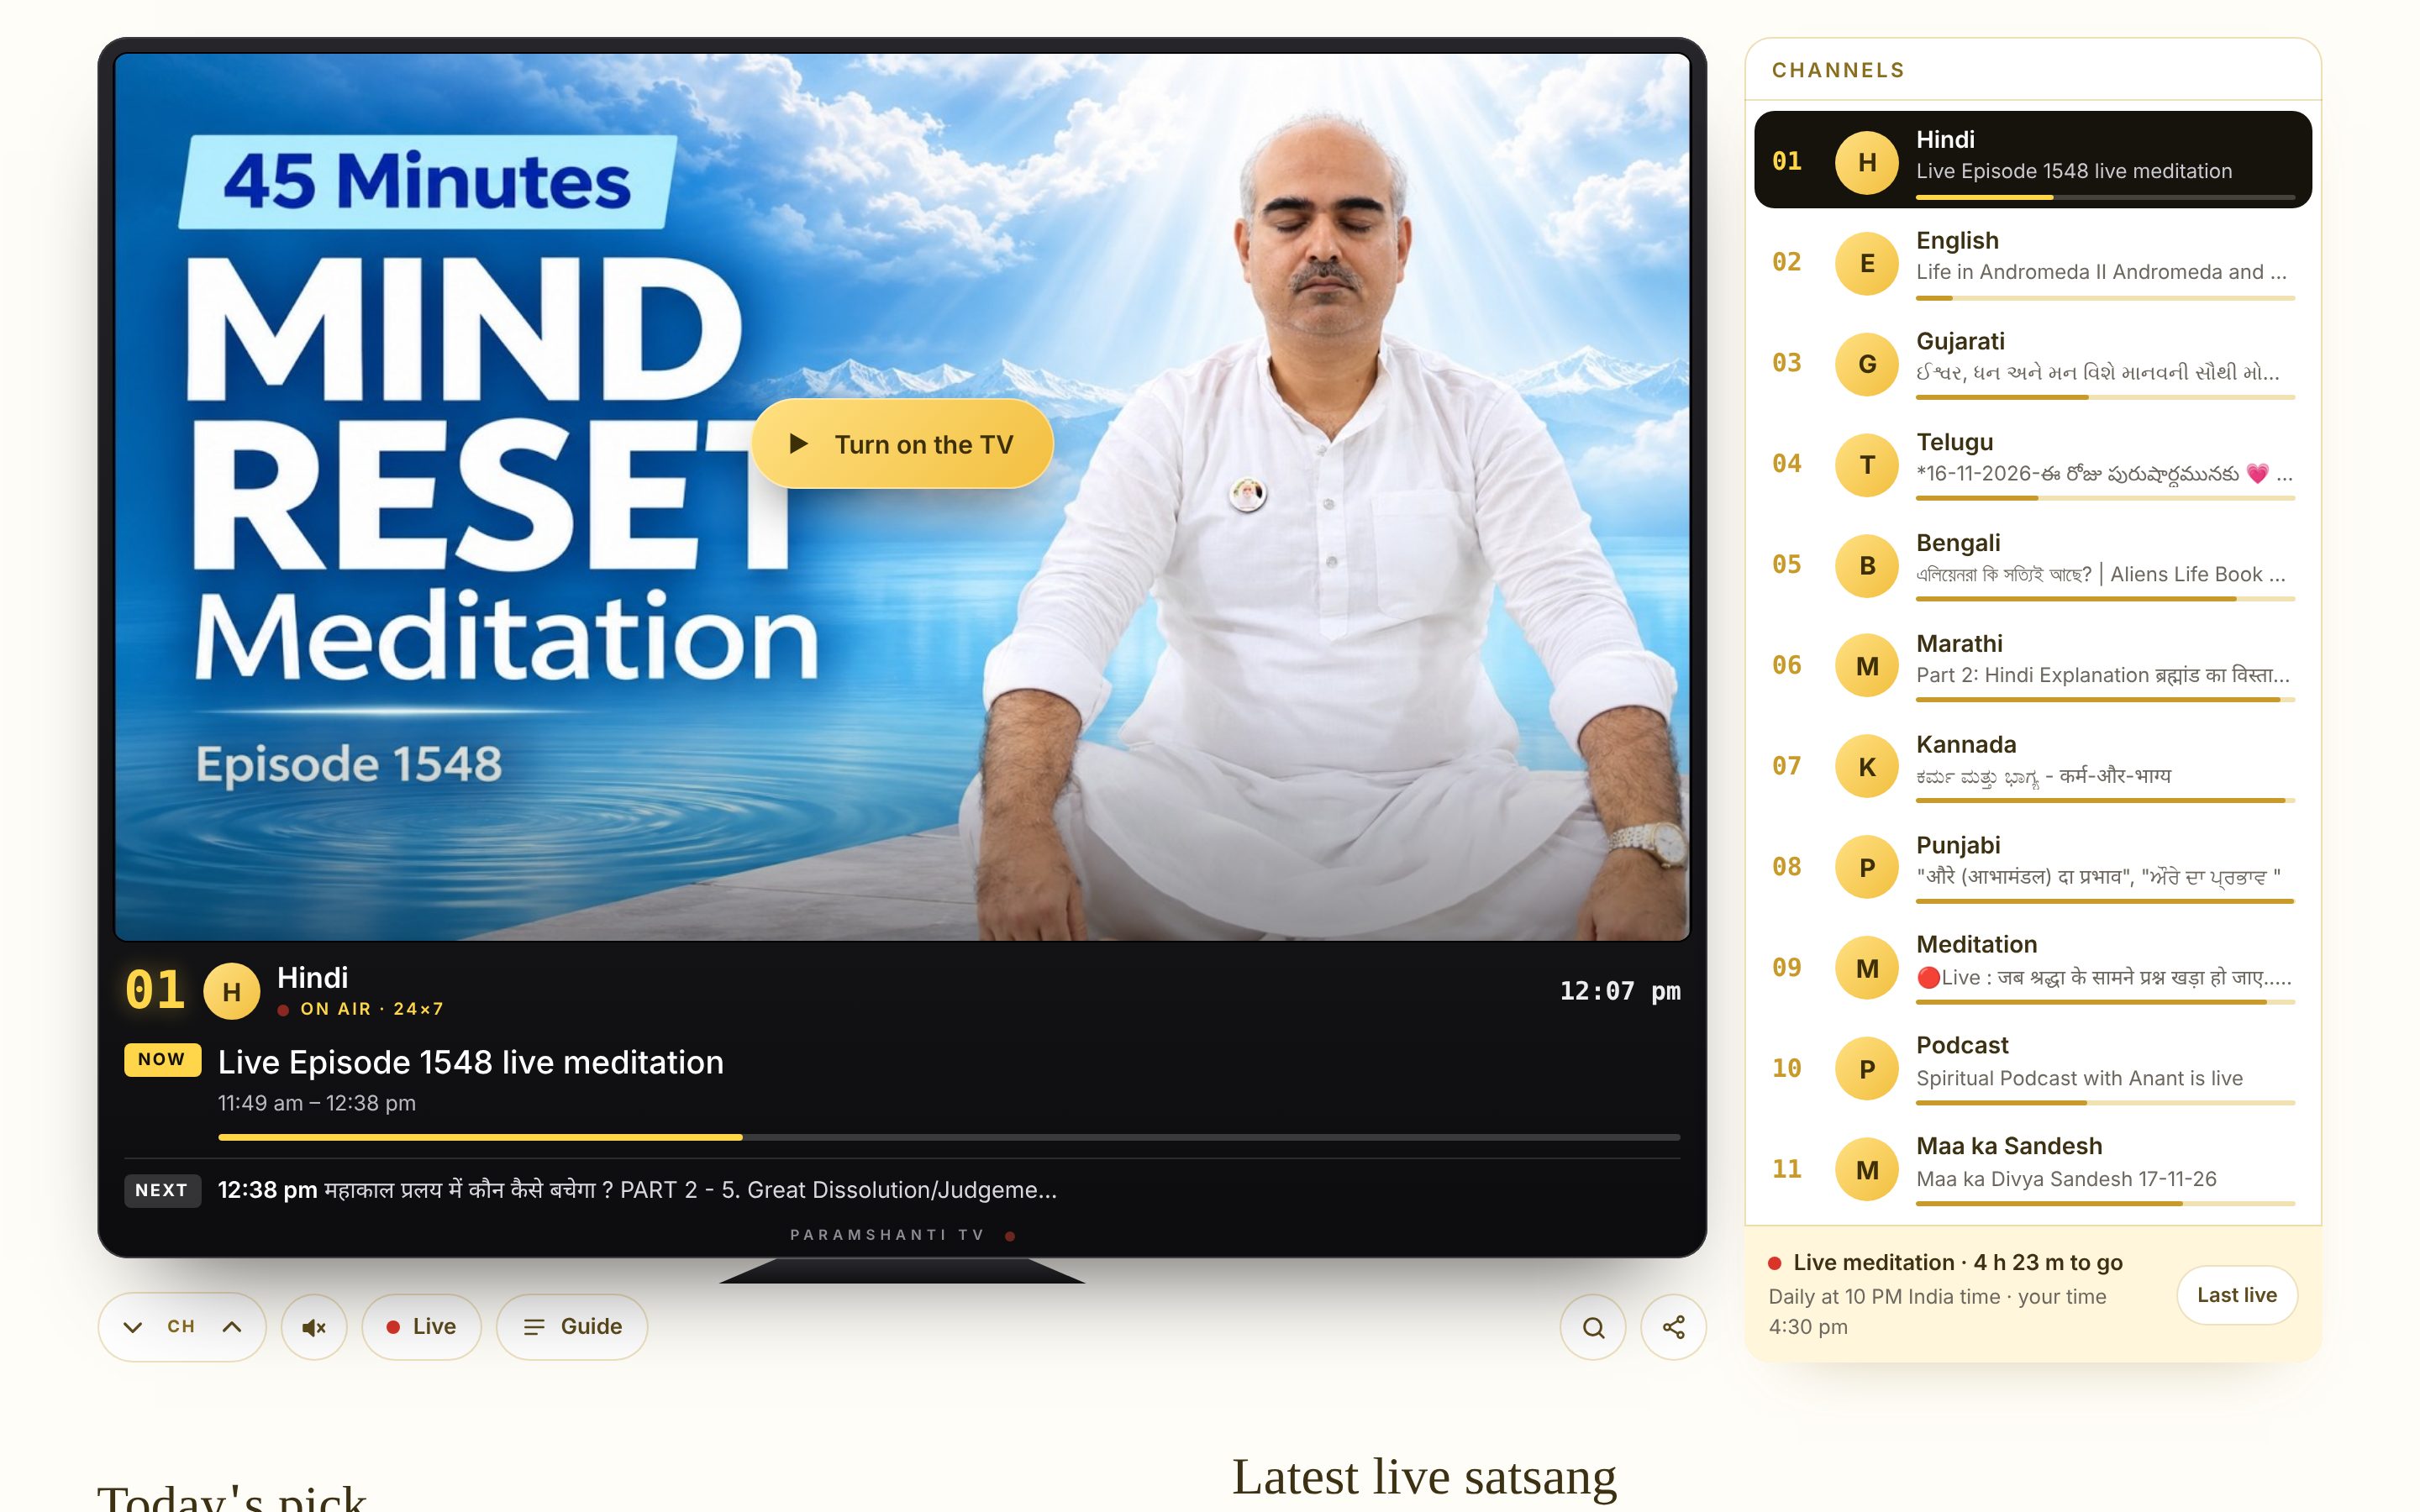 45 Minutes
MIND
RESET
Meditation
Episode 1548
Turn on the TV
01
H
Hindi
ON AIR · 24×7
12:07 pm
NOW
Live Episode 1548 live meditation
11:49 am – 12:38 pm
NEXT
12:38 pm महाकाल प्रलय में कौन कैसे बचेगा ? PART 2 - 5. Great Dissolution/Judgeme...
PARAMSHANTI TV
CH
Live
Guide
CHANNELS
01
H
Hindi
Live Episode 1548 live meditation
02
E
English
Life in Andromeda II Andromeda and ...
03
G
Gujarati
ઈશ્વર, ધન અને મન વિશે માનવની સૌથી મો...
04
T
Telugu
*16-11-2026-ఈ రోజు పురుషార్థమునకు 💗 ...
05
B
Bengali
এলিয়েনরা কি সত্যিই আছে? | Aliens Life Book ...
06
M
Marathi
Part 2: Hindi Explanation ब्रह्मांड का विस्ता...
07
K
Kannada
ಕರ್ಮ ಮತ್ತು ಭಾಗ್ಯ - कर्म-और-भाग्य
08
P
Punjabi
"औरे (आभामंडल) दा प्रभाव", "ਔਰੇ ਦਾ ਪ੍ਰਭਾਵ "
09
M
Meditation
🔴Live : जब श्रद्धा के सामने प्रश्न खड़ा हो जाए.....
10
P
Podcast
Spiritual Podcast with Anant is live
11
M
Maa ka Sandesh
Maa ka Divya Sandesh 17-11-26
Live meditation · 4 h 23 m to go
Daily at 10 PM India time · your time
4:30 pm
Last live
Today's pick
Latest live satsang